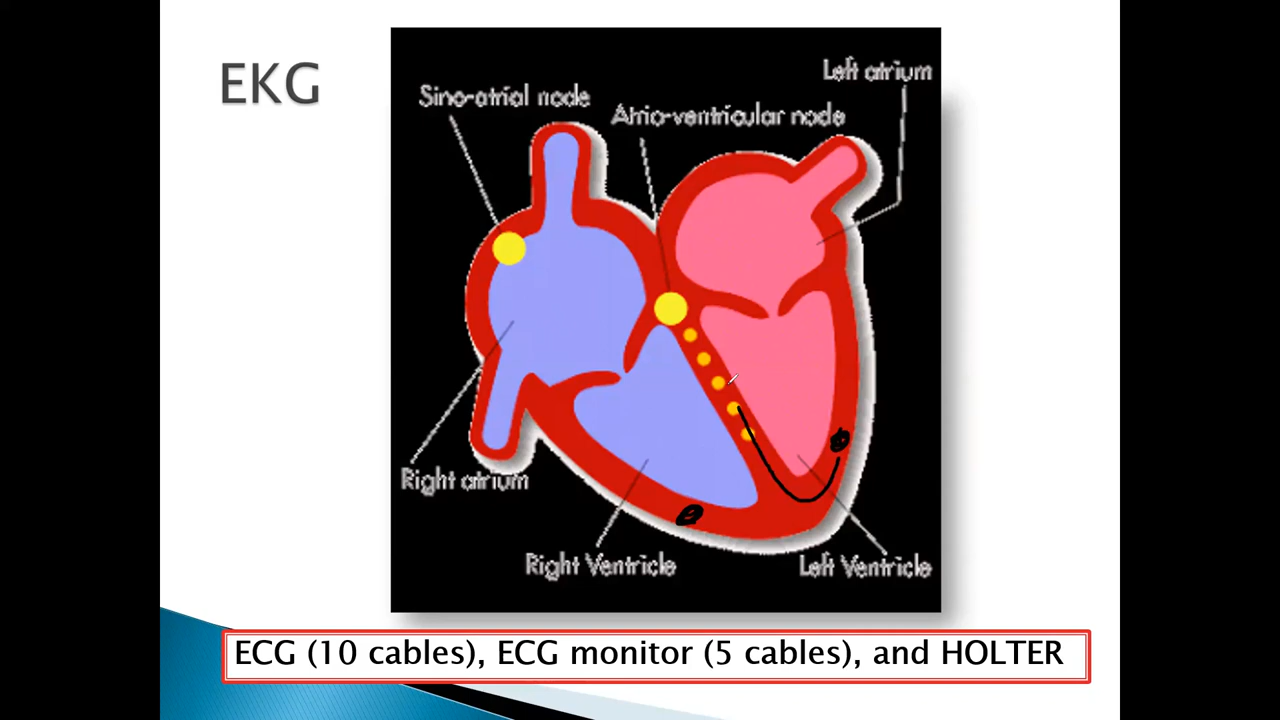 EKG
Left atrium
Sino-atrial node
Atrio-ventricular node
Right atrium
Right Ventricle
Left Ventricle
ECG (10 cables), ECG monitor (5 cables), and HOLTER